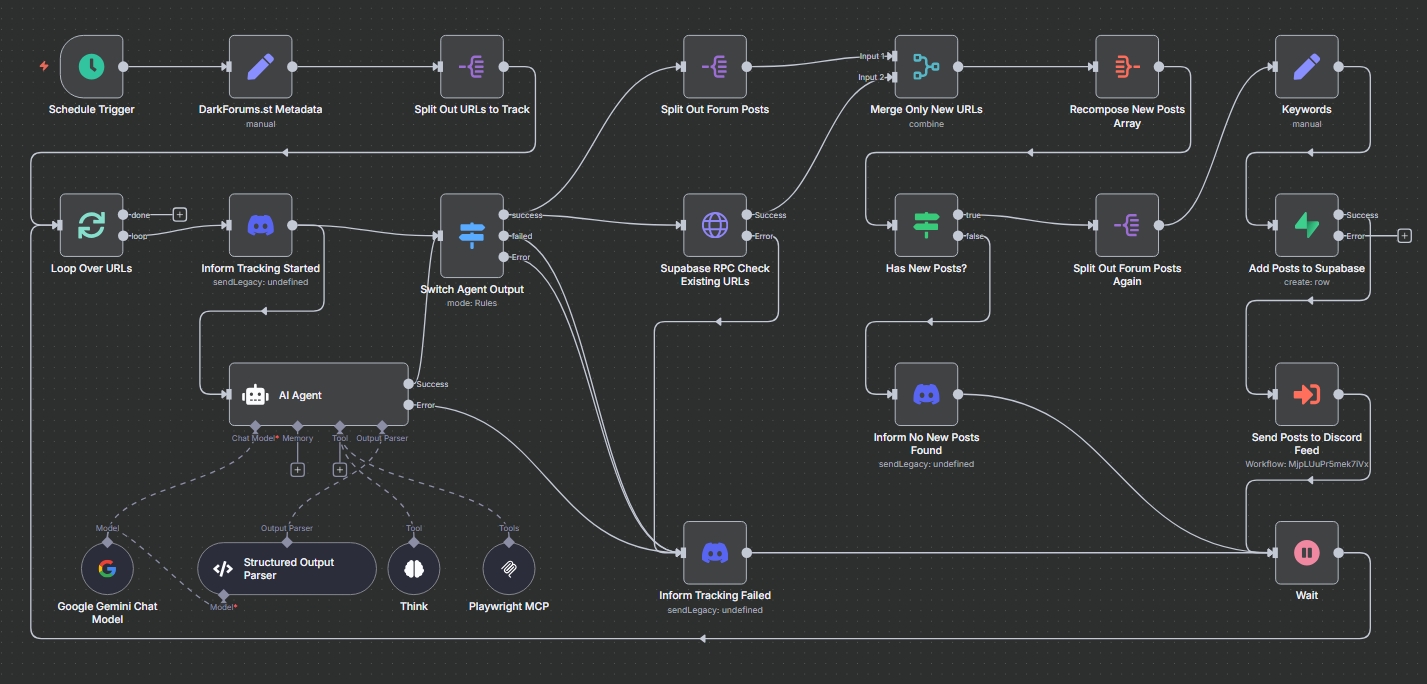 Schedule Trigger
DarkForums.st Metadata
manual
Split Out URLs to Track
Split Out Forum Posts
Input 1
Input 2
Merge Only New URLs
combine
Recompose New Posts
Array
Keywords
manual
done
loop
Loop Over URLs
Inform Tracking Started
sendLegacy: undefined
success
failed
Error
Switch Agent Output
mode: Rules
Success
Error
Supabase RPC Check
Existing URLs
true
false
Has New Posts?
Split Out Forum Posts
Again
Success
Error
Add Posts to Supabase
create: row
AI Agent
Success
Error
Chat Model*
Memory
Tool
Output Parser
Inform No New Posts
Found
sendLegacy: undefined
Send Posts to Discord
Feed
Workflow: MjpLUuPr5mek7iVx
Model
Output Parser
Tool
Tools
Structured Output
Parser
Model*
Google Gemini Chat
Model
Think
Playwright MCP
Inform Tracking Failed
sendLegacy: undefined
Wait